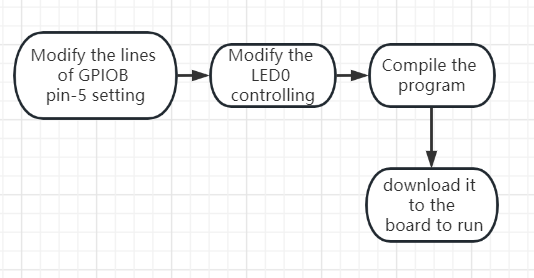 Modify the lines
of GPIOB
pin-5 setting
Modify the
LED0
controlling
Compile the
program
download it
to the
board to run